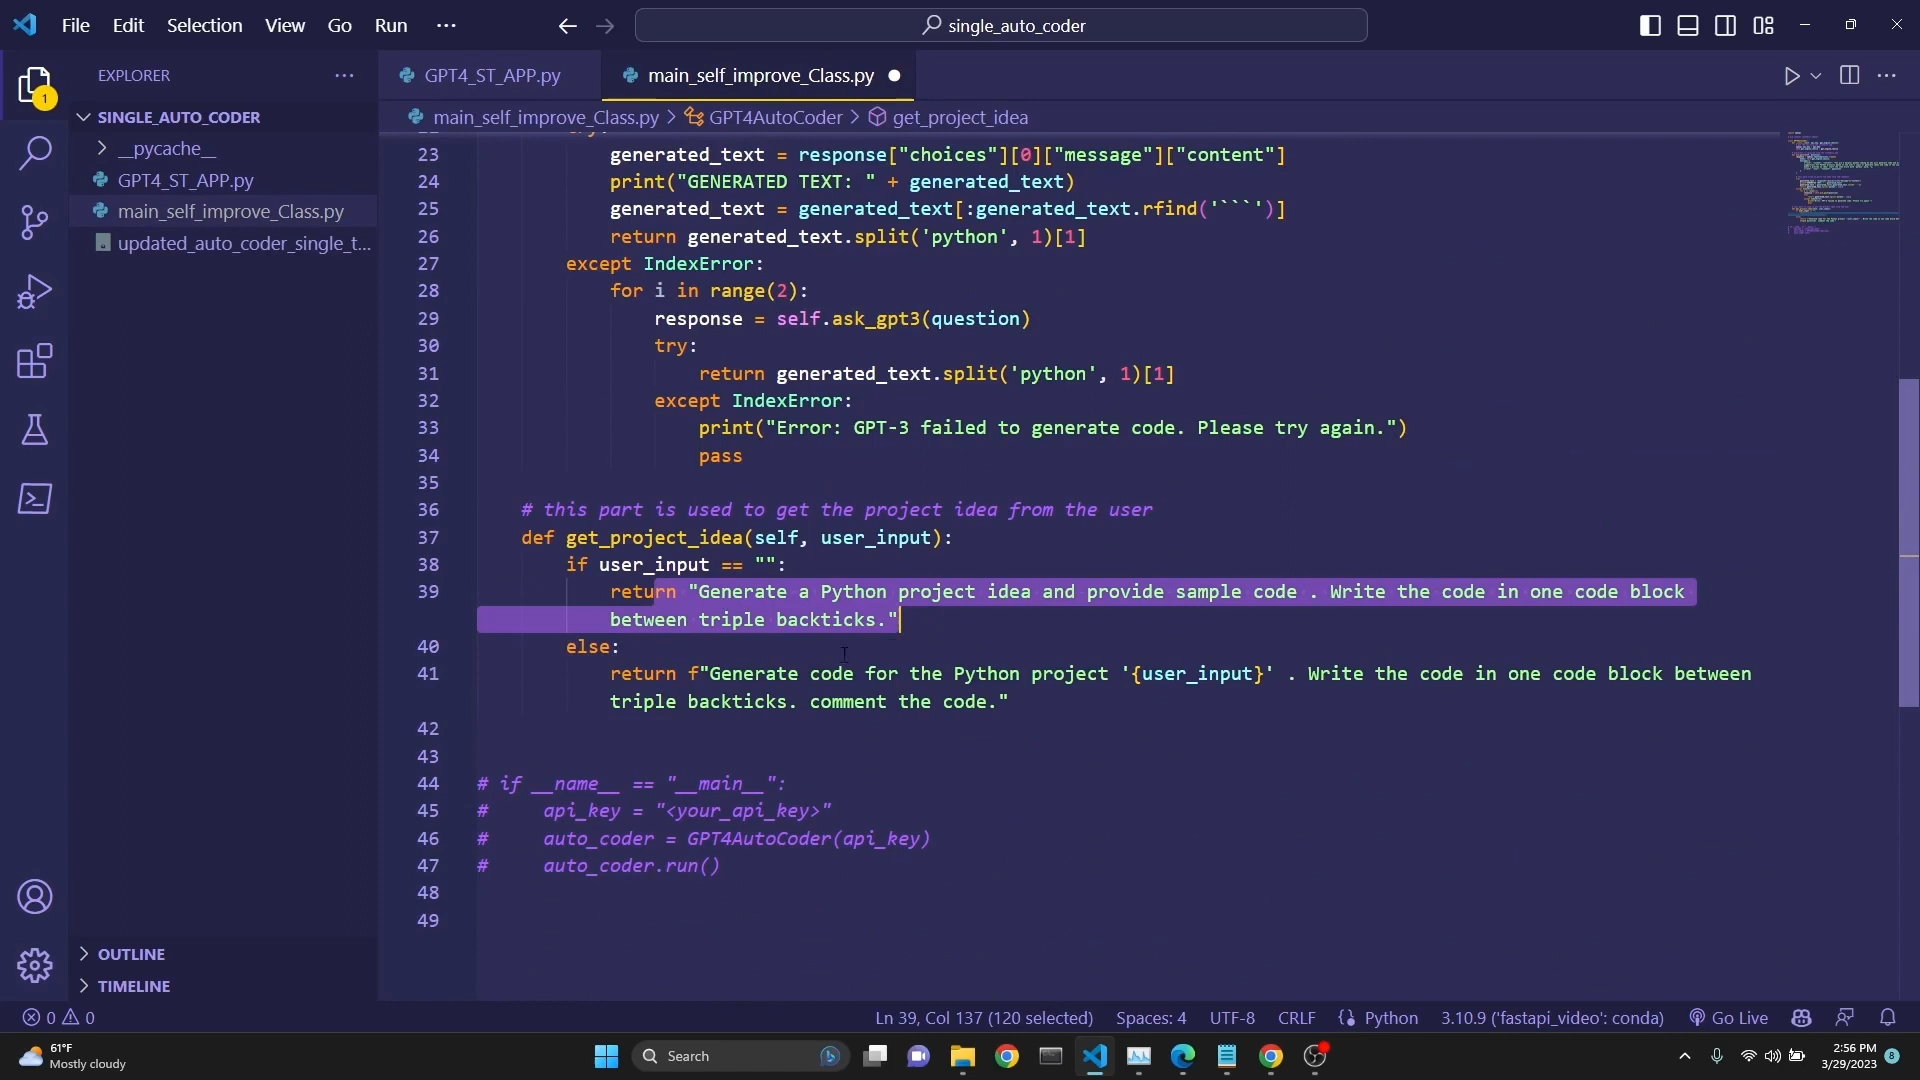 File Edit Selection View Go Run ···
single_auto_coder
EXPLORER ···
GPT4_ST_APP.py
main_self_improve_Class.py
SINGLE_AUTO_CODER
main_self_improve_Class.py > GPT4AutoCoder > get_project_idea
__pycache__
GPT4_ST_APP.py
main_self_improve_Class.py
updated_auto_coder_single_t...
1
22 try:
23 generated_text = response["choices"][0]["message"]["content"]
24 print("GENERATED TEXT: " + generated_text)
25 generated_text = generated_text[:generated_text.rfind('```')]
26 return generated_text.split('python', 1)[1]
27 except IndexError:
28 for i in range(2):
29 response = self.ask_gpt3(question)
30 try:
31 return generated_text.split('python', 1)[1]
32 except IndexError:
33 print("Error: GPT-3 failed to generate code. Please try again.")
34 pass
35
36 # this part is used to get the project idea from the user
37 def get_project_idea(self, user_input):
38 if user_input == "":
39 return "Generate a Python project idea and provide sample code . Write the code in one code block
between triple backticks."
40 else:
41 return f"Generate code for the Python project '{user_input}' . Write the code in one code block between
triple backticks. comment the code."
42
43
44 # if __name__ == "__main__":
45 # api_key = "<your_api_key>"
46 # auto_coder = GPT4AutoCoder(api_key)
47 # auto_coder.run()
48
49
OUTLINE
TIMELINE
0 0
Ln 39, Col 137 (120 selected) Spaces: 4 UTF-8 CRLF Python 3.10.9 ('fastapi_video': conda) Go Live
61°F
Mostly cloudy
Search
2:56 PM
3/29/2023
8